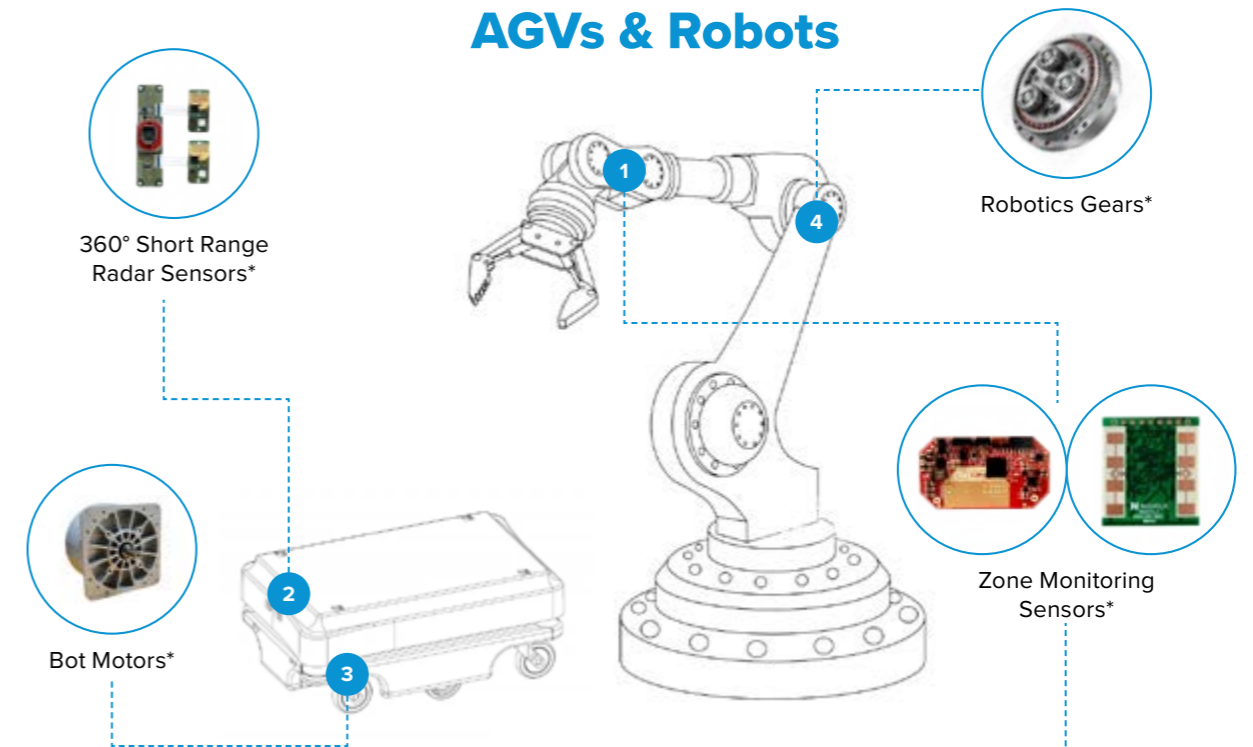 AGVs & Robots
360° Short Range
Radar Sensors*
Robotics Gears*
1
4
2
3
Bot Motors*
Zone Monitoring
Sensors*